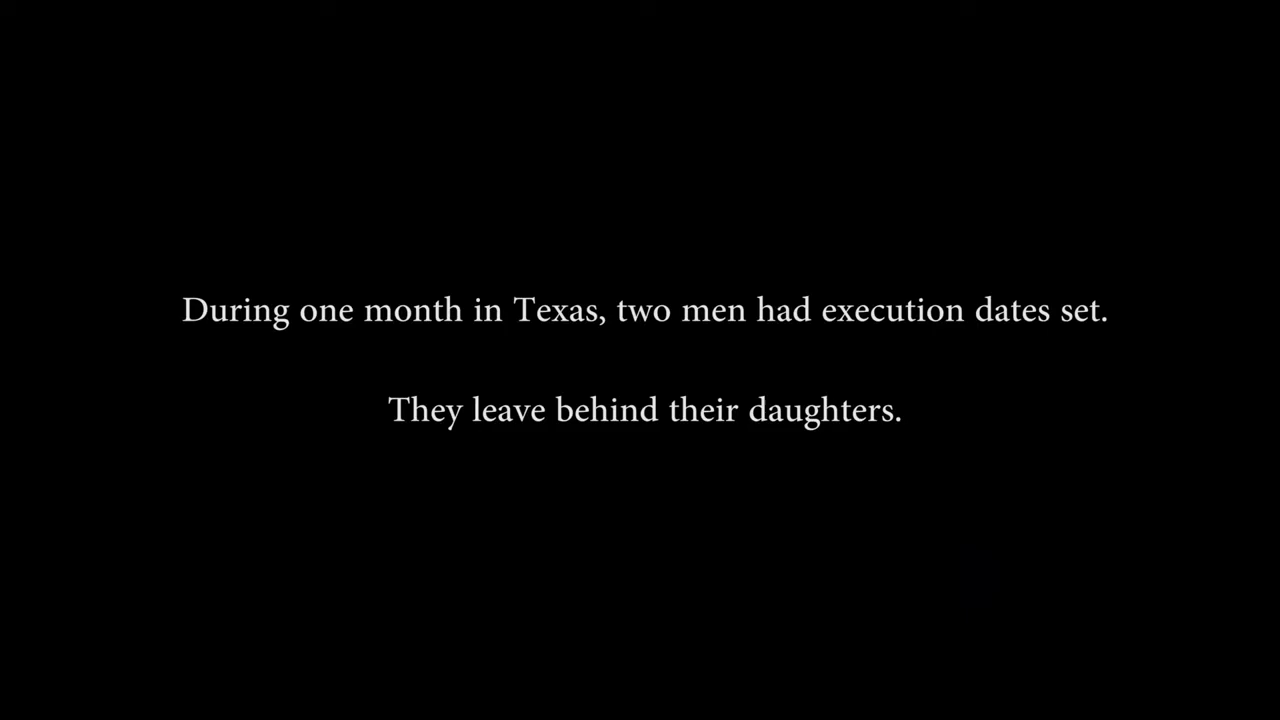 During one month in Texas, two men had execution dates set.
They leave behind their daughters.